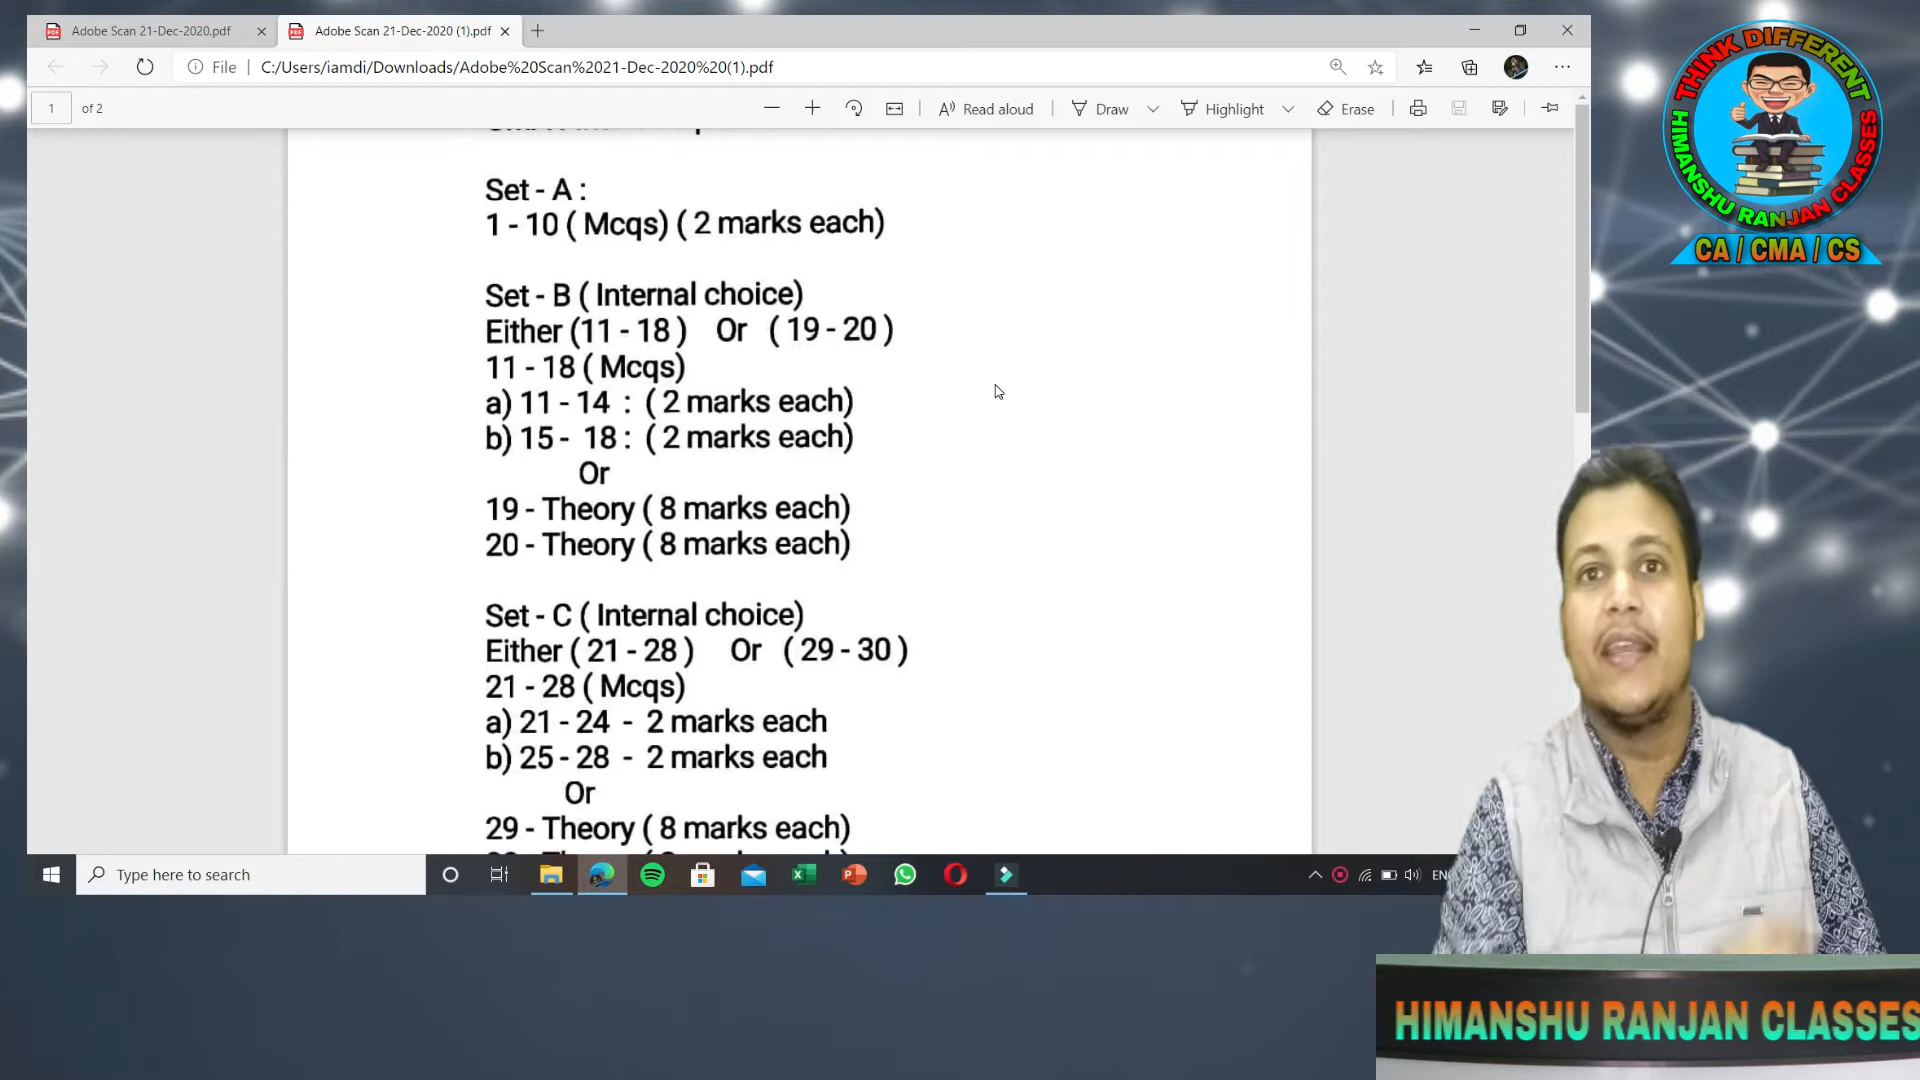 Adobe Scan 21-Dec-2020.pdf
Adobe Scan 21-Dec-2020 (1).pdf
File
C:/Users/iamdi/Downloads/Adobe%20Scan%2021-Dec-2020%20(1).pdf
1 of 2
Read aloud
Draw
Highlight
Erase
Set - A :
1 - 10 ( Mcqs) ( 2 marks each)
Set - B ( Internal choice)
Either (11 - 18 ) Or ( 19 - 20 )
11 - 18 ( Mcqs)
a) 11 - 14 : ( 2 marks each)
b) 15 - 18 : ( 2 marks each)
Or
19 - Theory ( 8 marks each)
20 - Theory ( 8 marks each)
Set - C ( Internal choice)
Either ( 21 - 28 ) Or ( 29 - 30 )
21 - 28 ( Mcqs)
a) 21 - 24 - 2 marks each
b) 25 - 28 - 2 marks each
Or
29 - Theory ( 8 marks each)
Type here to search
THINK DIFFERENT
HIMANSHU RANJAN CLASSES
CA / CMA / CS
HIMANSHU RANJAN CLASSES